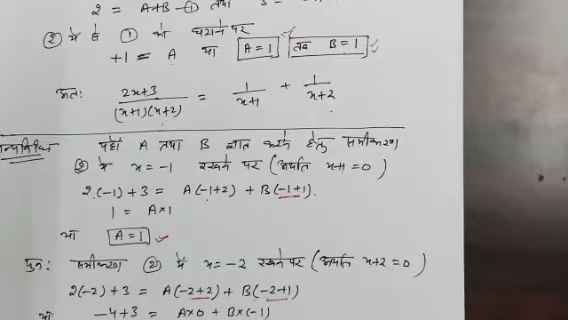 2 = A+B - ① तथा 3 =
② में से ① को घटाने पर
+1 = A या A=1 तब B=1
अतः 2x+3/(x+1)(x+2) = 1/x+1 + 1/x+2
यहाँ A तथा B ज्ञात करने हेतु समीकरण
② में x=-1 रखने पर (अर्थात x+1=0)
2.(-1)+3 = A(-1+2) + B(-1+1)
1 = A×1
या A=1
पुनः समीकरण ② में x=-2 रखने पर (अर्थात x+2=0)
2(-2)+3 = A(-2+2) + B(-2+1)
या -4+3 = A×0 + B×(-1)